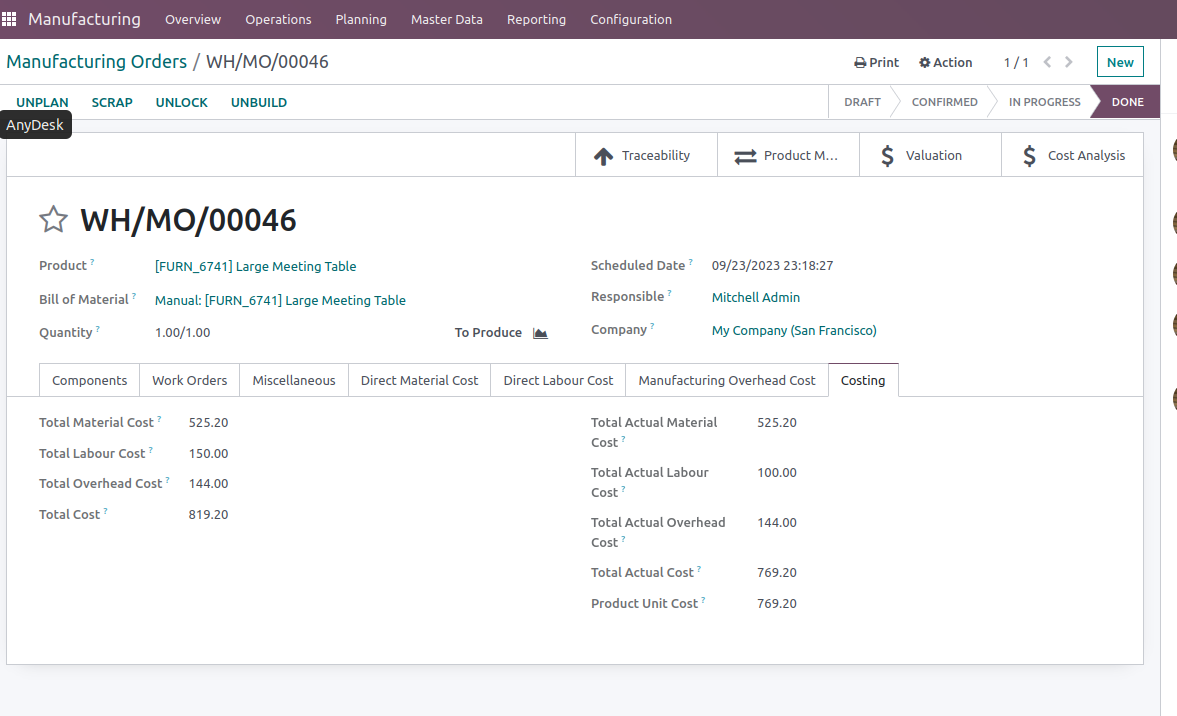 Manufacturing Overview Operations Planning Master Data Reporting Configuration
Manufacturing Orders / WH/MO/00046 Print Action 1 / 1 New
UNPLAN SCRAP UNLOCK UNBUILD DRAFT CONFIRMED IN PROGRESS DONE
AnyDesk
Traceability Product M... $ Valuation $ Cost Analysis
WH/MO/00046
Product ? [FURN_6741] Large Meeting Table Scheduled Date ? 09/23/2023 23:18:27
Bill of Material ? Manual: [FURN_6741] Large Meeting Table Responsible ? Mitchell Admin
Quantity ? 1.00/1.00 To Produce Company ? My Company (San Francisco)
Components Work Orders Miscellaneous Direct Material Cost Direct Labour Cost Manufacturing Overhead Cost Costing
Total Material Cost ? 525.20
Total Labour Cost ? 150.00
Total Overhead Cost ? 144.00
Total Cost ? 819.20
Total Actual Material 525.20
Cost ?
Total Actual Labour 100.00
Cost ?
Total Actual Overhead 144.00
Cost ?
Total Actual Cost ? 769.20
Product Unit Cost ? 769.20